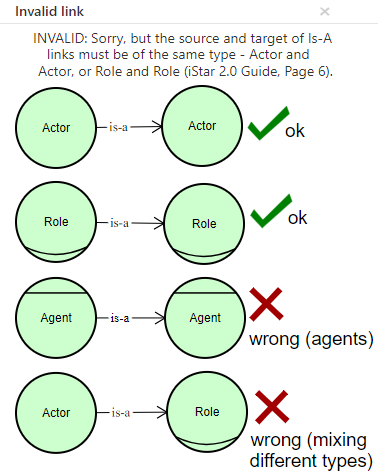 Invalid link ×
INVALID: Sorry, but the source and target of Is-A
links must be of the same type - Actor and
Actor, or Role and Role (iStar 2.0 Guide, Page 6).
Actor is-a Actor ok
Role is-a Role ok
Agent is-a Agent
wrong (agents)
Actor is-a Role
wrong (mixing
different types)